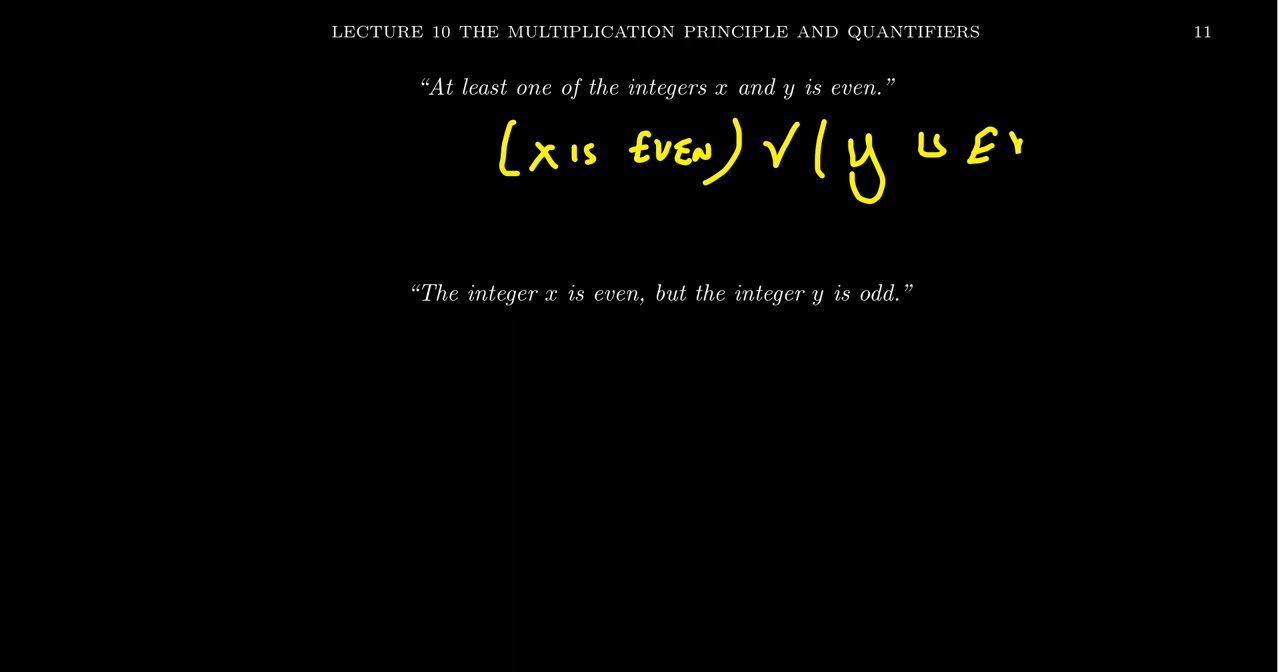 LECTURE 10 THE MULTIPLICATION PRINCIPLE AND QUANTIFIERS 11
“At least one of the integers x and y is even.”
(x is EVEN) ∨ (y is EV
“The integer x is even, but the integer y is odd.”